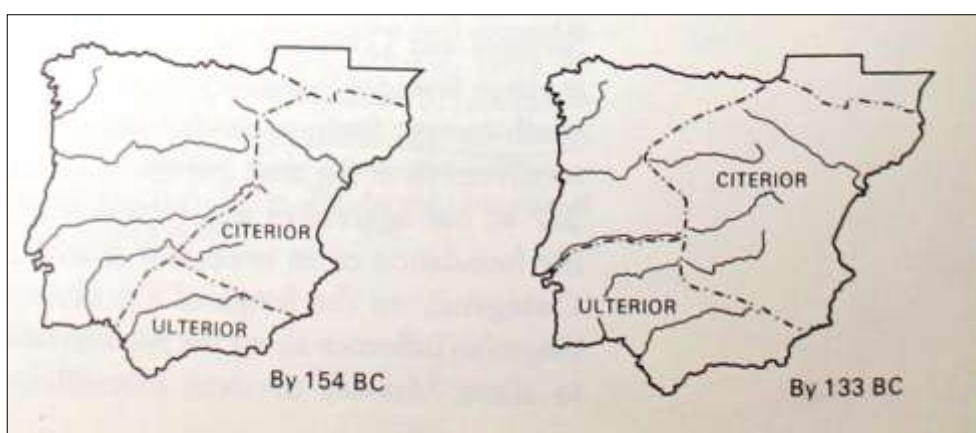 CITERIOR
ULTERIOR
By 154 BC
CITERIOR
ULTERIOR
By 133 BC